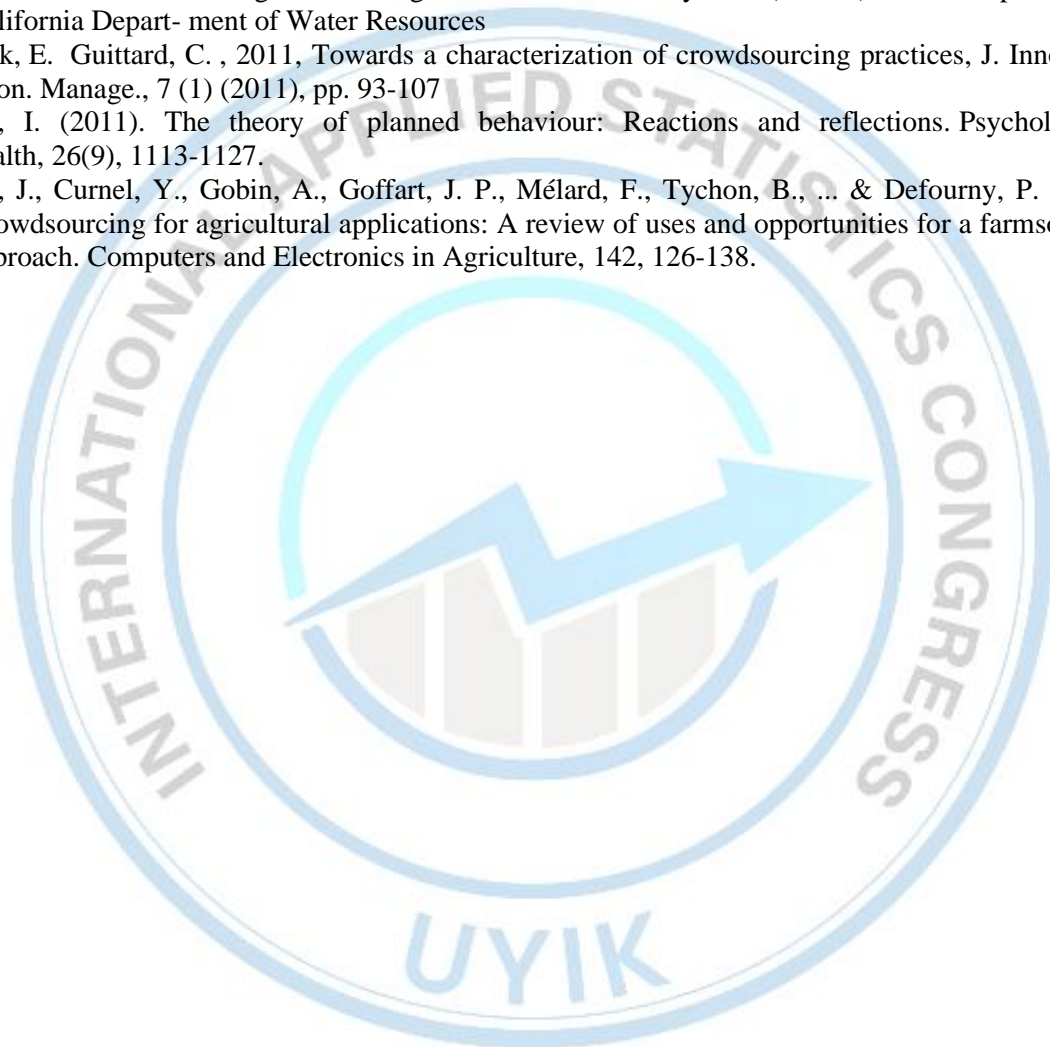 lifornia Depart- ment of Water Resources
k, E. Guittard, C. , 2011, Towards a characterization of crowdsourcing practices, J. Inno
on. Manage., 7 (1) (2011), pp. 93-107
, I. (2011). The theory of planned behaviour: Reactions and reflections. Psychol
alth, 26(9), 1113-1127.
, J., Curnel, Y., Gobin, A., Goffart, J. P., Mélard, F., Tychon, B., ... & Defourny, P.
owdsourcing for agricultural applications: A review of uses and opportunities for a farmso
proach. Computers and Electronics in Agriculture, 142, 126-138.
INTERNATIONAL APPLIED STATISTICS CONGRESS
UYIK